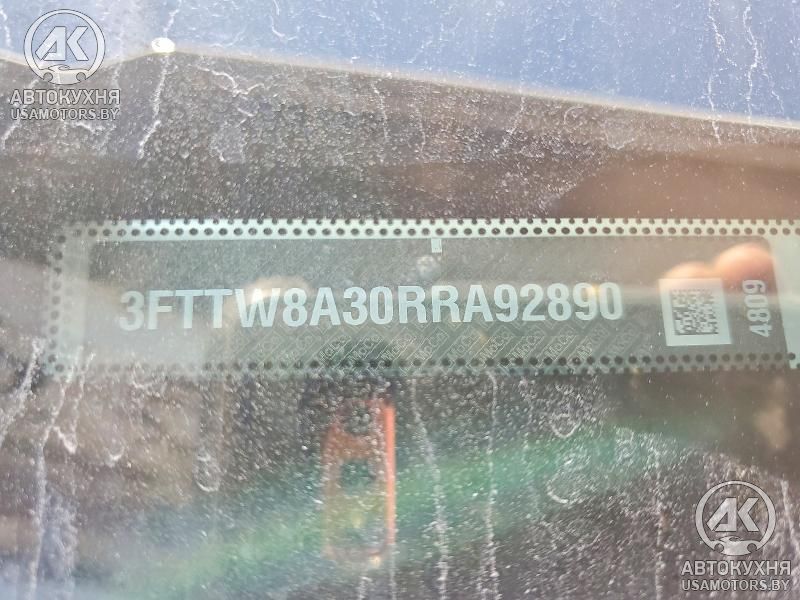 АК
АВТОКУХНЯ
USAMOTORS.BY
3FTTW8A30RRA92890
4809
АК
АВТОКУХНЯ
USAMOTORS.BY